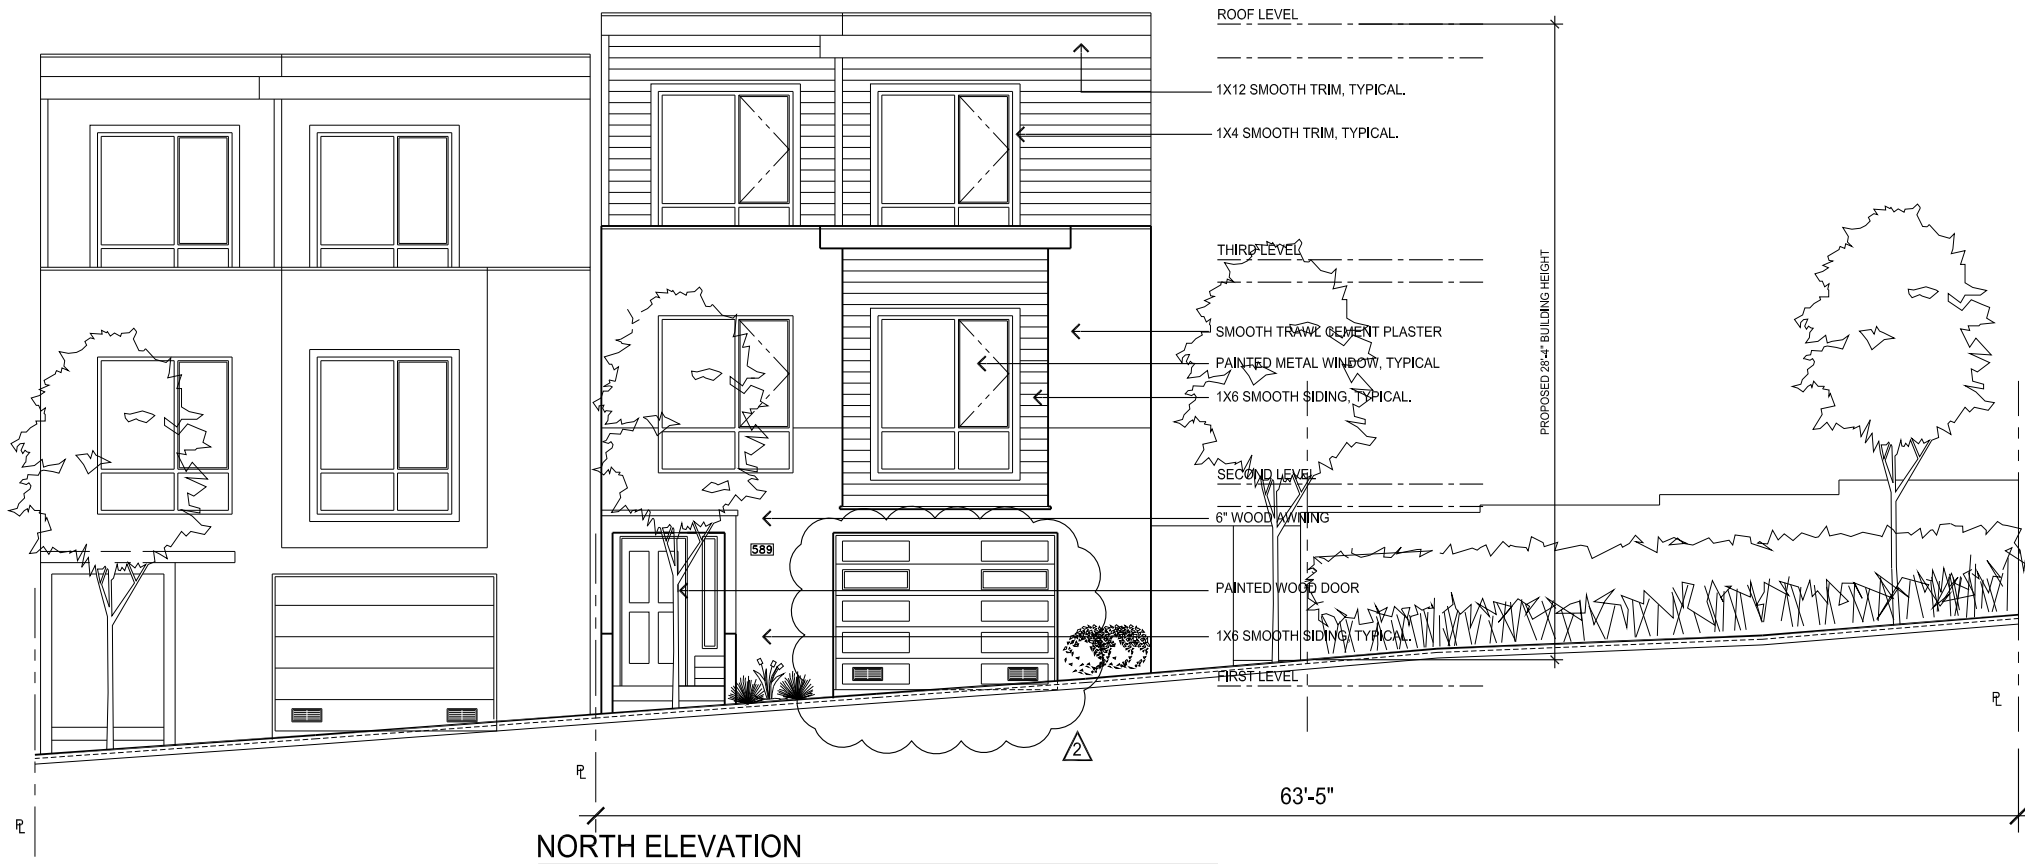 ROOF LEVEL
1X12 SMOOTH TRIM, TYPICAL.
1X4 SMOOTH TRIM, TYPICAL.
THIRD LEVEL
PROPOSED 28'-4" BUILDING HEIGHT
SMOOTH TRAWL CEMENT PLASTER
PAINTED METAL WINDOW, TYPICAL
1X6 SMOOTH SIDING, TYPICAL.
SECOND LEVEL
6" WOOD AWNING
589
PAINTED WOOD DOOR
1X6 SMOOTH SIDING, TYPICAL.
FIRST LEVEL
PL
2
PL
63'-5"
PL
NORTH ELEVATION